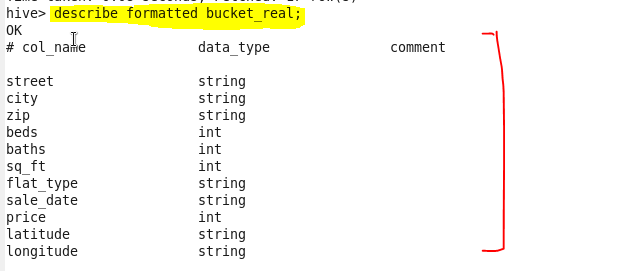 hive> describe formatted bucket_real;
OK
# col_name data_type comment
street string
city string
zip string
beds int
baths int
sq_ft int
flat_type string
sale_date string
price int
latitude string
longitude string